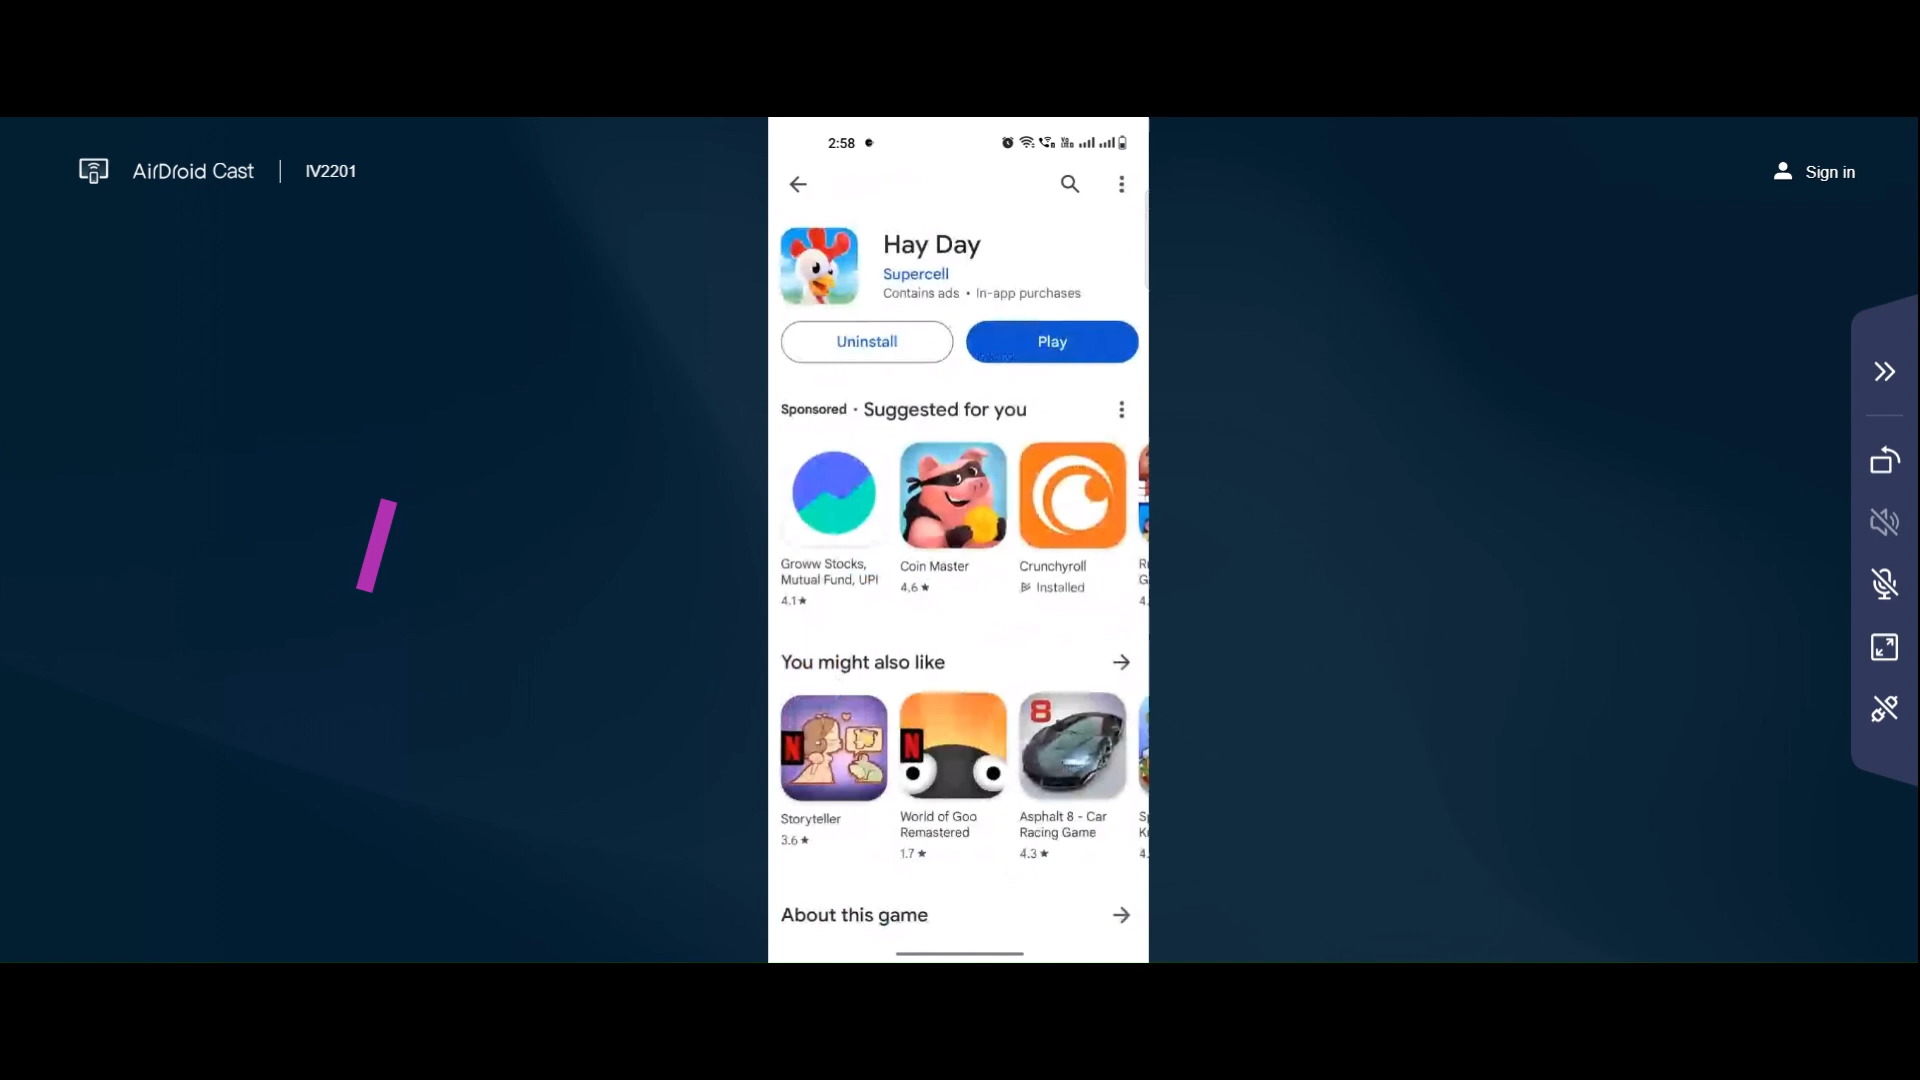 2:58
AirDroid Cast
IV2201
Sign in
Hay Day
Supercell
Contains ads • In-app purchases
Uninstall
Play
Sponsored · Suggested for you
Groww Stocks,
Mutual Fund, UPI
4.1★
Coin Master
4.6★
Crunchyroll
Installed
You might also like
Storyteller
3.6★
World of Goo
Remastered
1.7★
8
Asphalt 8 - Car
Racing Game
4.3★
About this game